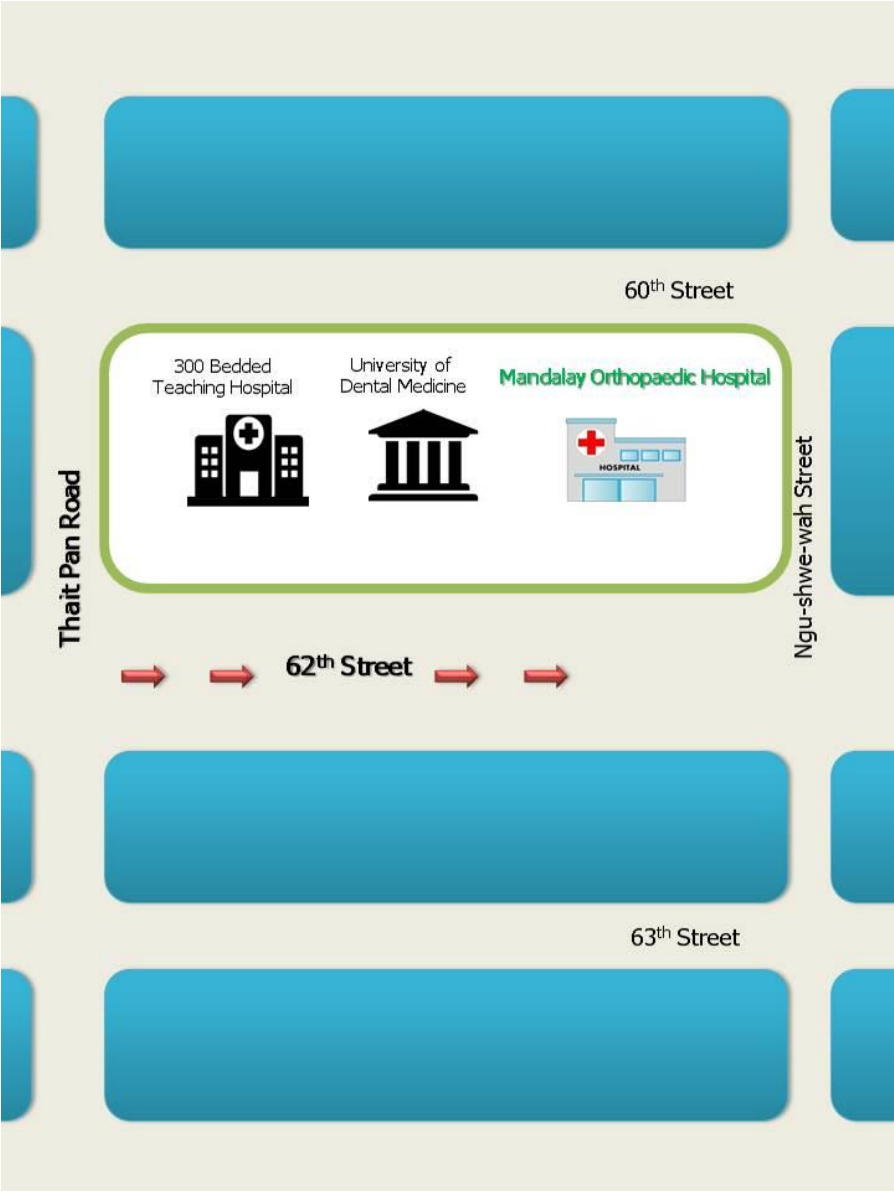 60th Street
300 Bedded
Teaching Hospital
University of
Dental Medicine
Mandalay Orthopaedic Hospital
HOSPITAL
Thait Pan Road
Ngu-shwe-wah Street
62th Street
63th Street